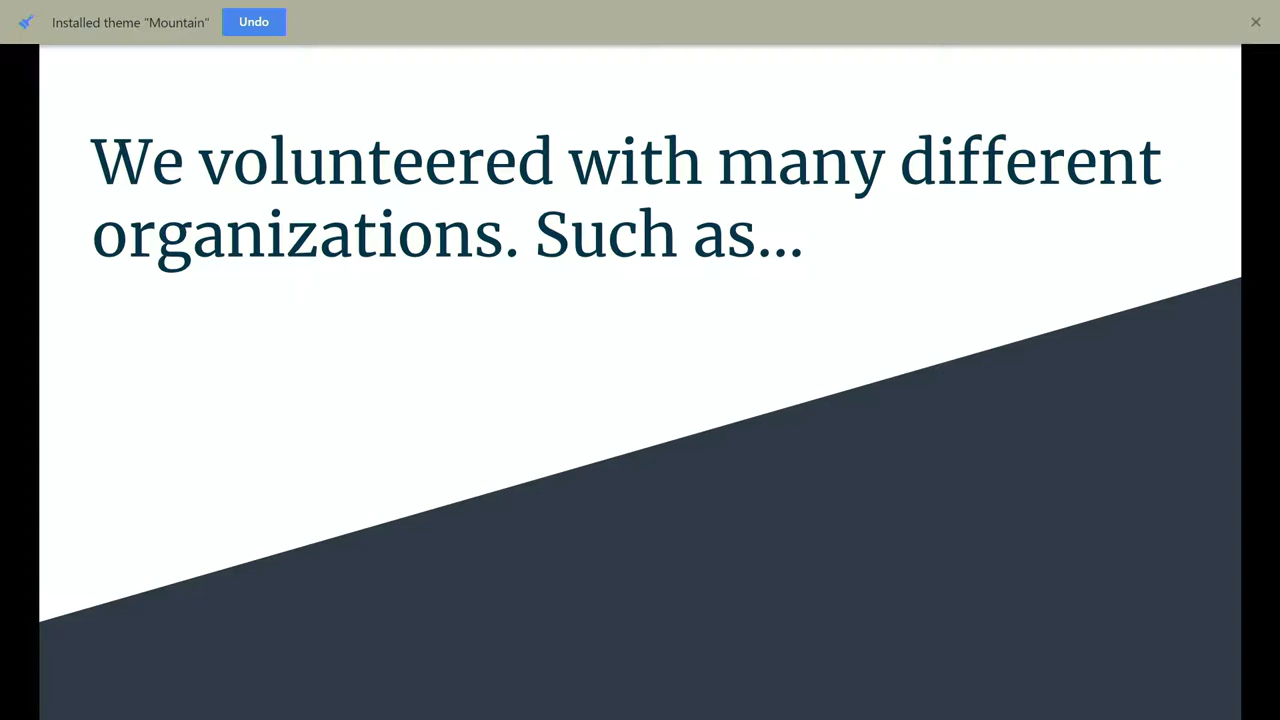 Installed theme "Mountain"
Undo
We volunteered with many different
organizations. Such as...